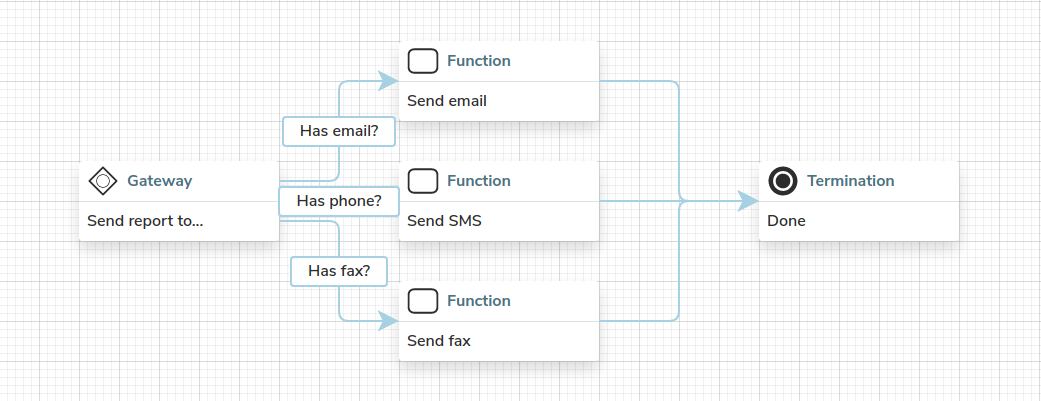 Function
Send email
Has email?
Gateway
Send report to...
Has phone?
Function
Send SMS
Termination
Done
Has fax?
Function
Send fax